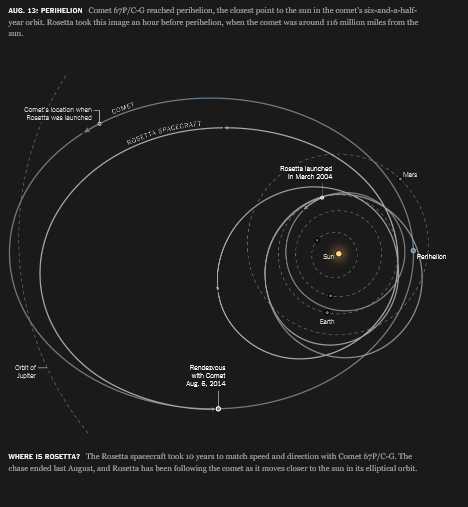 AUG. 13: PERIHELION Comet 67P/C-G reached perihelion, the closest point to the sun in the comet's six-and-a-half-
year orbit. Rosetta took this image an hour before perihelion, when the comet was around 116 million miles from the
sun.
Comet's location when
Rosetta was launched
COMET
ROSETTA SPACECRAFT
Rosetta launched
in March 2004
Mars
Sun
Perihelion
Earth
Orbit of
Jupiter
Rendezvous
with Comet
Aug. 6, 2014
WHERE IS ROSETTA? The Rosetta spacecraft took 10 years to match speed and direction with Comet 67P/C-G. The
chase ended last August, and Rosetta has been following the comet as it moves closer to the sun in its elliptical orbit.